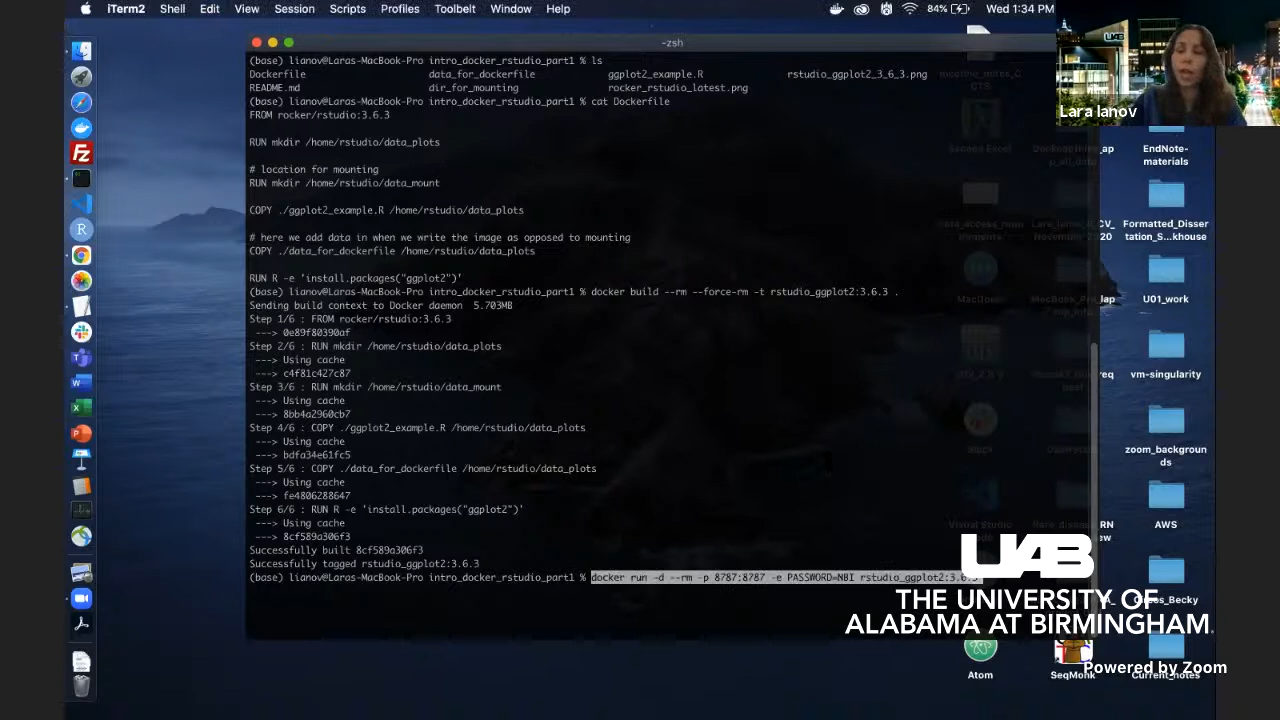 iTerm2 Shell Edit View Session Scripts Profiles Toolbelt Window Help 84% Wed 1:34 PM
-zsh
(base) lianov@Laras-MacBook-Pro intro_docker_rstudio_part1 % ls
Dockerfile data_for_dockerfile ggplot2_example.R rstudio_ggplot2_3_6_3.png
README.md dir_for_mounting rocker_rstudio_latest.png
(base) lianov@Laras-MacBook-Pro intro_docker_rstudio_part1 % cat Dockerfile
FROM rocker/rstudio:3.6.3
RUN mkdir /home/rstudio/data_plots
# location for mounting
RUN mkdir /home/rstudio/data_mount
COPY ./ggplot2_example.R /home/rstudio/data_plots
# here we add data in when we write the image as opposed to mounting
COPY ./data_for_dockerfile /home/rstudio/data_plots
RUN R -e 'install.packages("ggplot2")'
(base) lianov@Laras-MacBook-Pro intro_docker_rstudio_part1 % docker build --rm --force-rm -t rstudio_ggplot2:3.6.3 .
Sending build context to Docker daemon 5.703MB
Step 1/6 : FROM rocker/rstudio:3.6.3
---> 0e89f80390af
Step 2/6 : RUN mkdir /home/rstudio/data_plots
---> Using cache
---> c4f81c427c87
Step 3/6 : RUN mkdir /home/rstudio/data_mount
---> Using cache
---> 8bb4a2960cb7
Step 4/6 : COPY ./ggplot2_example.R /home/rstudio/data_plots
---> Using cache
---> bdfa34e61fc5
Step 5/6 : COPY ./data_for_dockerfile /home/rstudio/data_plots
---> Using cache
---> fe4806288647
Step 6/6 : RUN R -e 'install.packages("ggplot2")'
---> Using cache
---> 8cf589a306f3
Successfully built 8cf589a306f3
Successfully tagged rstudio_ggplot2:3.6.3
(base) lianov@Laras-MacBook-Pro intro_docker_rstudio_part1 % docker run -d --rm -p 8787:8787 -e PASSWORD=NBI rstudio_ggplot2:3.6.3
UAB
Lara Ianov
EndNote-
materials
Formatted_Disser
tation_S...khouse
U01_work
vm-singularity
zoom_backgroun
ds
AWS
Atom
SeqMonk
Current_notes
UAB
THE UNIVERSITY OF
ALABAMA AT BIRMINGHAM
Powered by Zoom